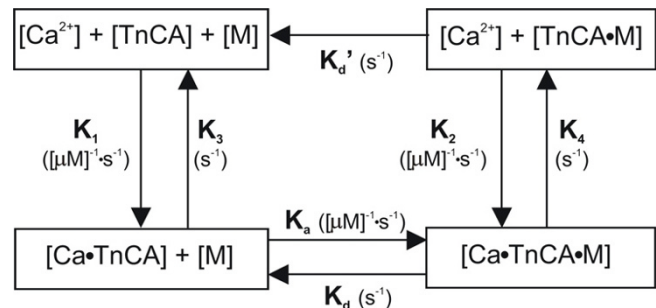 [Ca²⁺] + [TnCA] + [M]
[Ca²⁺] + [TnCA•M]
K_d' (s⁻¹)
K₁
([µM]⁻¹•s⁻¹)
K₃
(s⁻¹)
K₂
([µM]⁻¹•s⁻¹)
K₄
(s⁻¹)
K_a ([µM]⁻¹•s⁻¹)
[Ca•TnCA] + [M]
[Ca•TnCA•M]
K_d (s⁻¹)